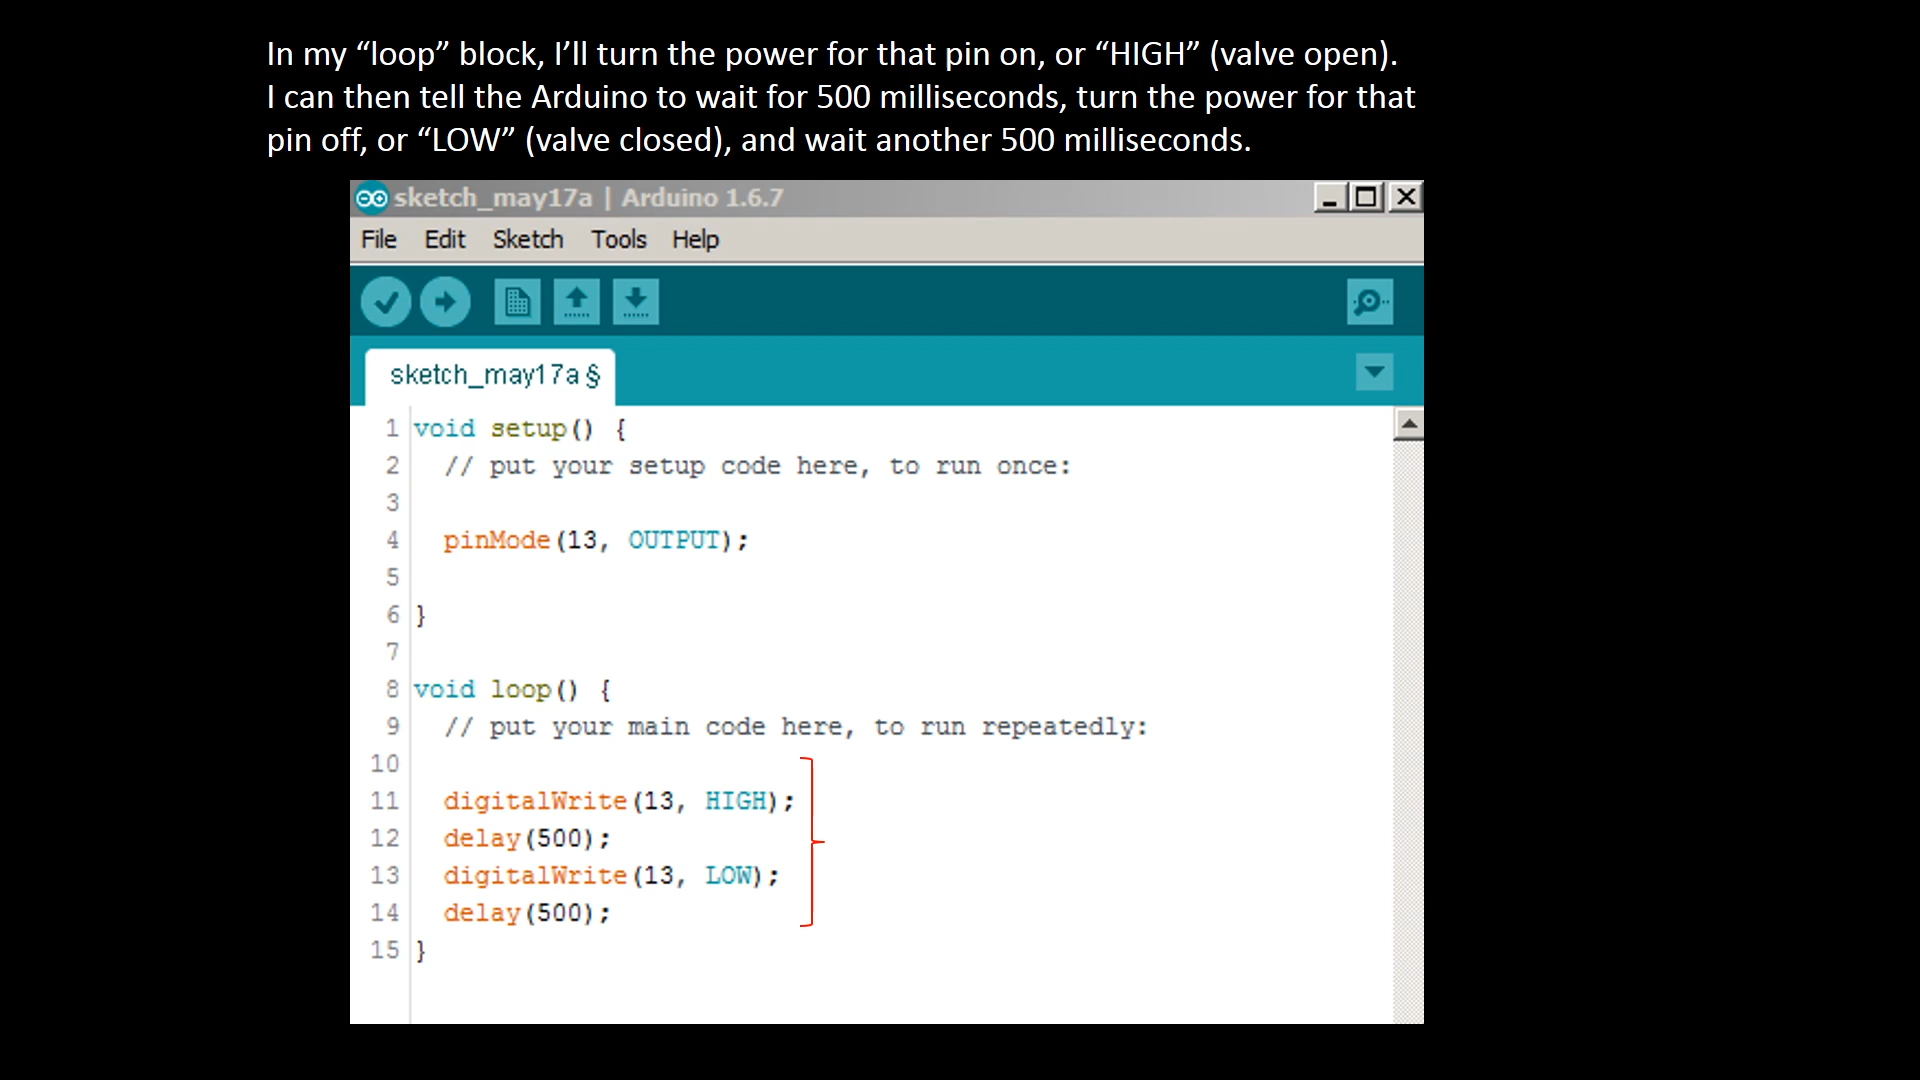 In my “loop” block, I’ll turn the power for that pin on, or “HIGH” (valve open).
I can then tell the Arduino to wait for 500 milliseconds, turn the power for that
pin off, or “LOW” (valve closed), and wait another 500 milliseconds.
sketch_may17a | Arduino 1.6.7
File Edit Sketch Tools Help
sketch_may17a §
1 void setup() {
2   // put your setup code here, to run once:
3
4   pinMode(13, OUTPUT);
5
6 }
7
8 void loop() {
9   // put your main code here, to run repeatedly:
10
11   digitalWrite(13, HIGH);
12   delay(500);
13   digitalWrite(13, LOW);
14   delay(500);
15 }